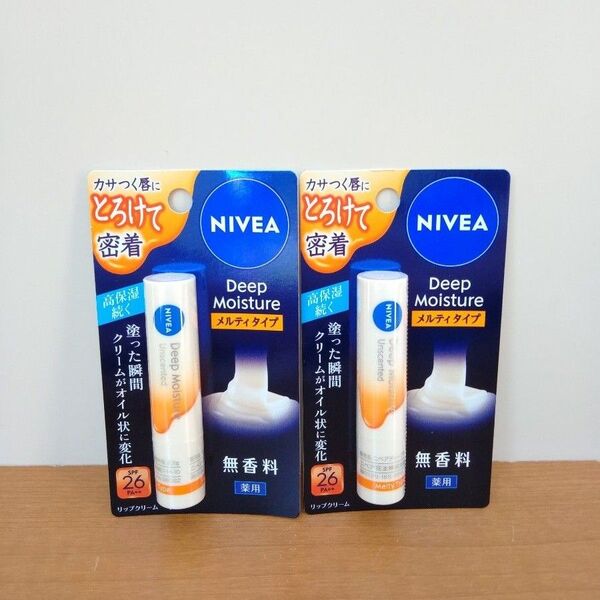 カサつく唇に
とろけて
密着
NIVEA
Deep
Moisture
メルティタイプ
高保湿
続く
塗った瞬間
クリームがオイル状に変化
NIVEA
Deep Moisture
Unscented
無香料
薬用
SPF
26
PA++
リップクリーム
カサつく唇に
とろけて
密着
NIVEA
Deep
Moisture
メルティタイプ
高保湿
続く
塗った瞬間
クリームがオイル状に変化
NIVEA
Deep Moisture
Unscented
無香料
薬用
SPF
26
PA++
Melty
リップクリーム